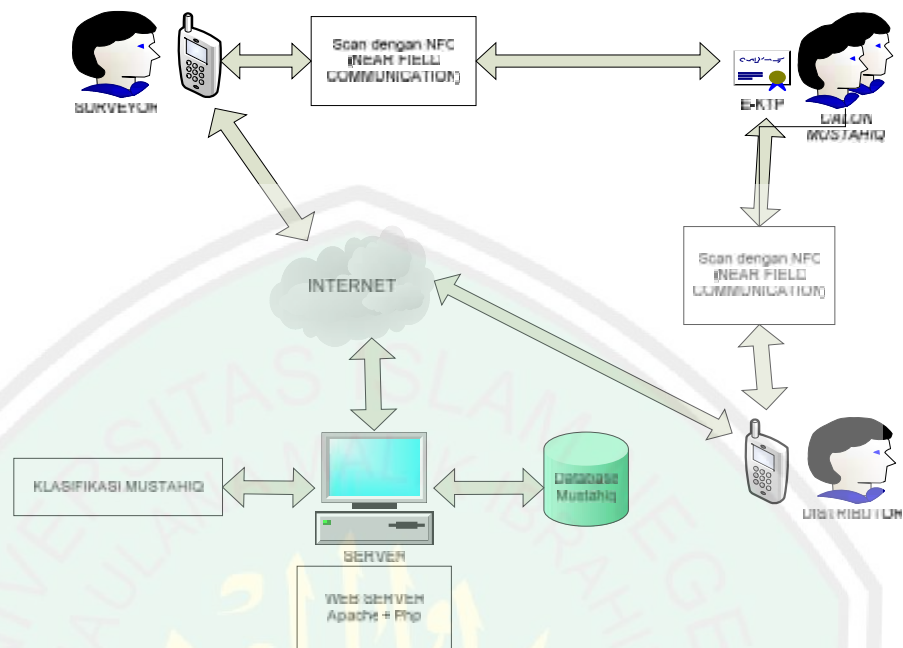 Scan dengan NFC
(NEAR FIELD
COMMUNICATION)
SURVEYOR
E-KTP
CALON
MUSTAHIQ
Scan dengan NFC
(NEAR FIELD
COMMUNICATION)
INTERNET
KLASIFIKASI MUSTAHIQ
Database
Mustahiq
DISTRIBUTOR
SERVER
WEB SERVER
Apache + Php